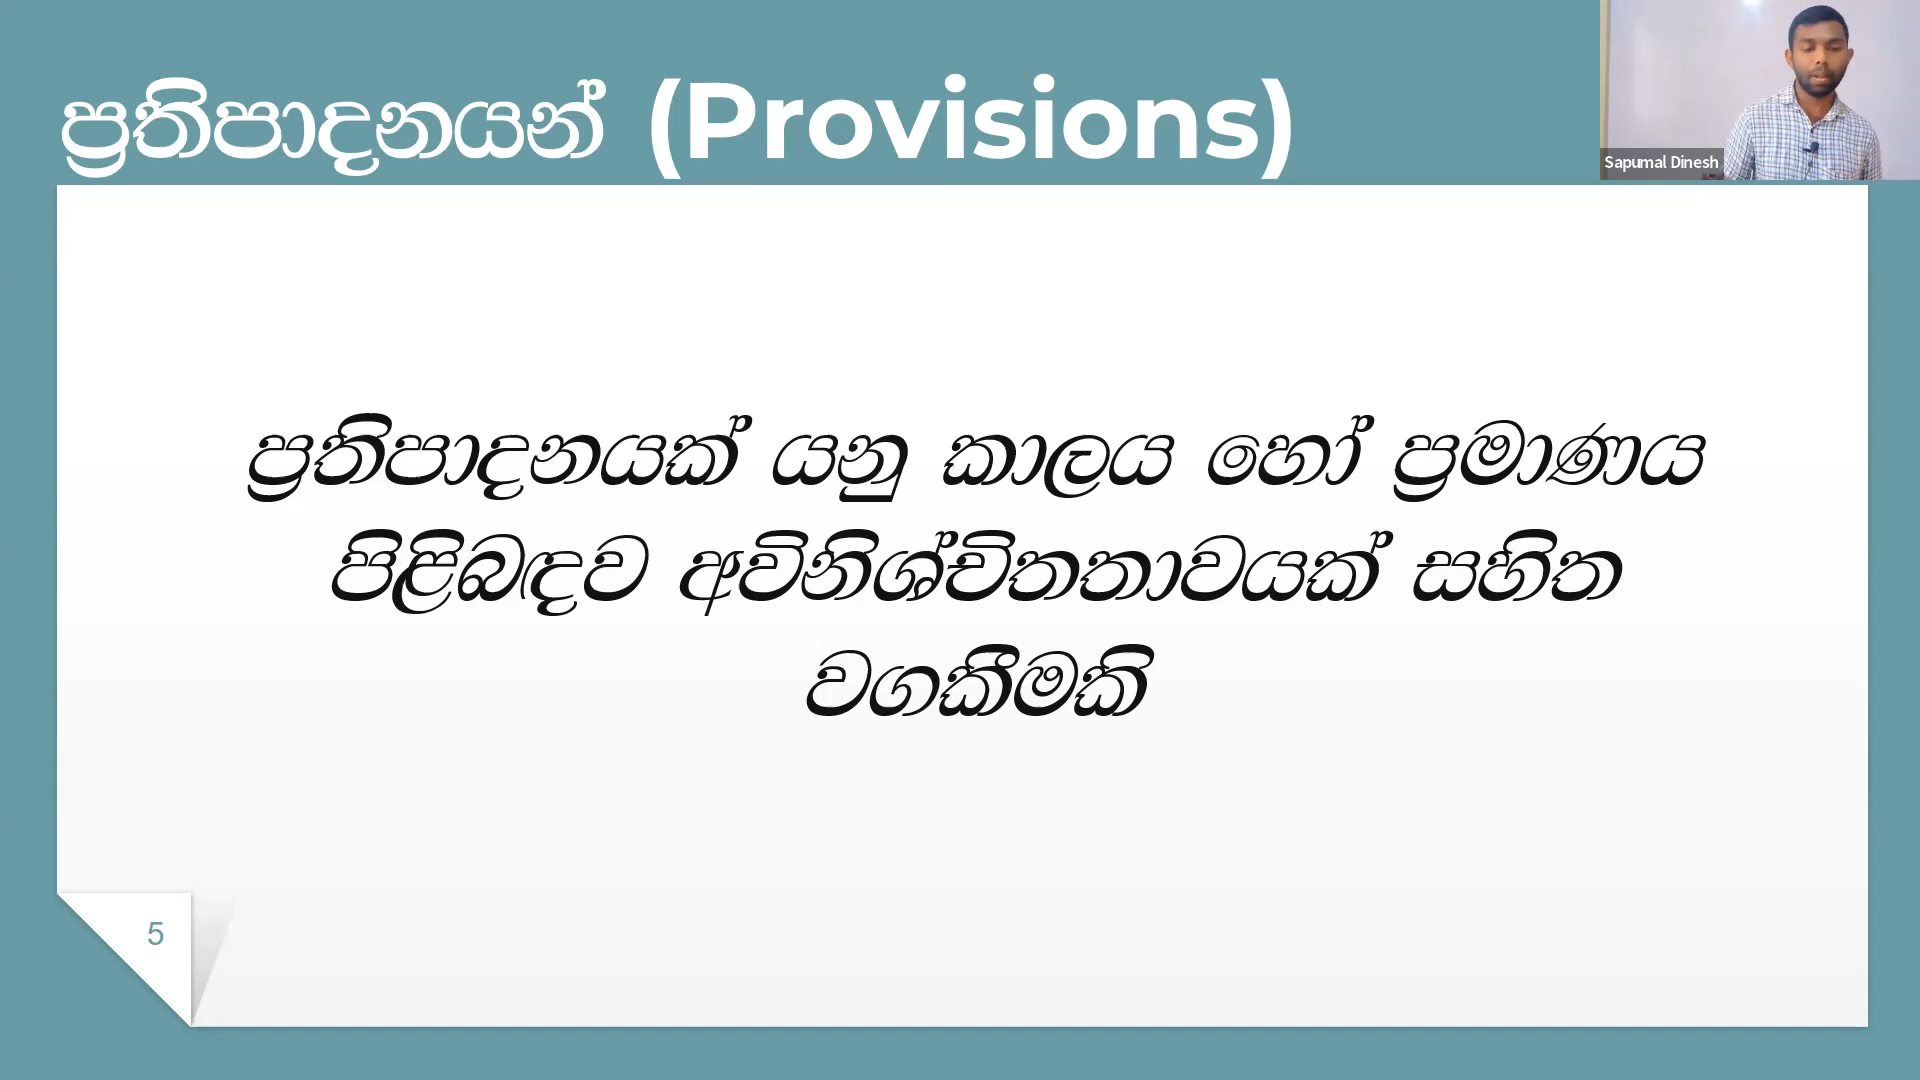 ප්‍රතිපාදනයන් (Provisions)
Sapumal Dinesh
ප්‍රතිපාදනයක් යනු කාලය හෝ ප්‍රමාණය
පිළිබඳව අවිනිශ්චිතතාවයක් සහිත
වගකීමකි
5